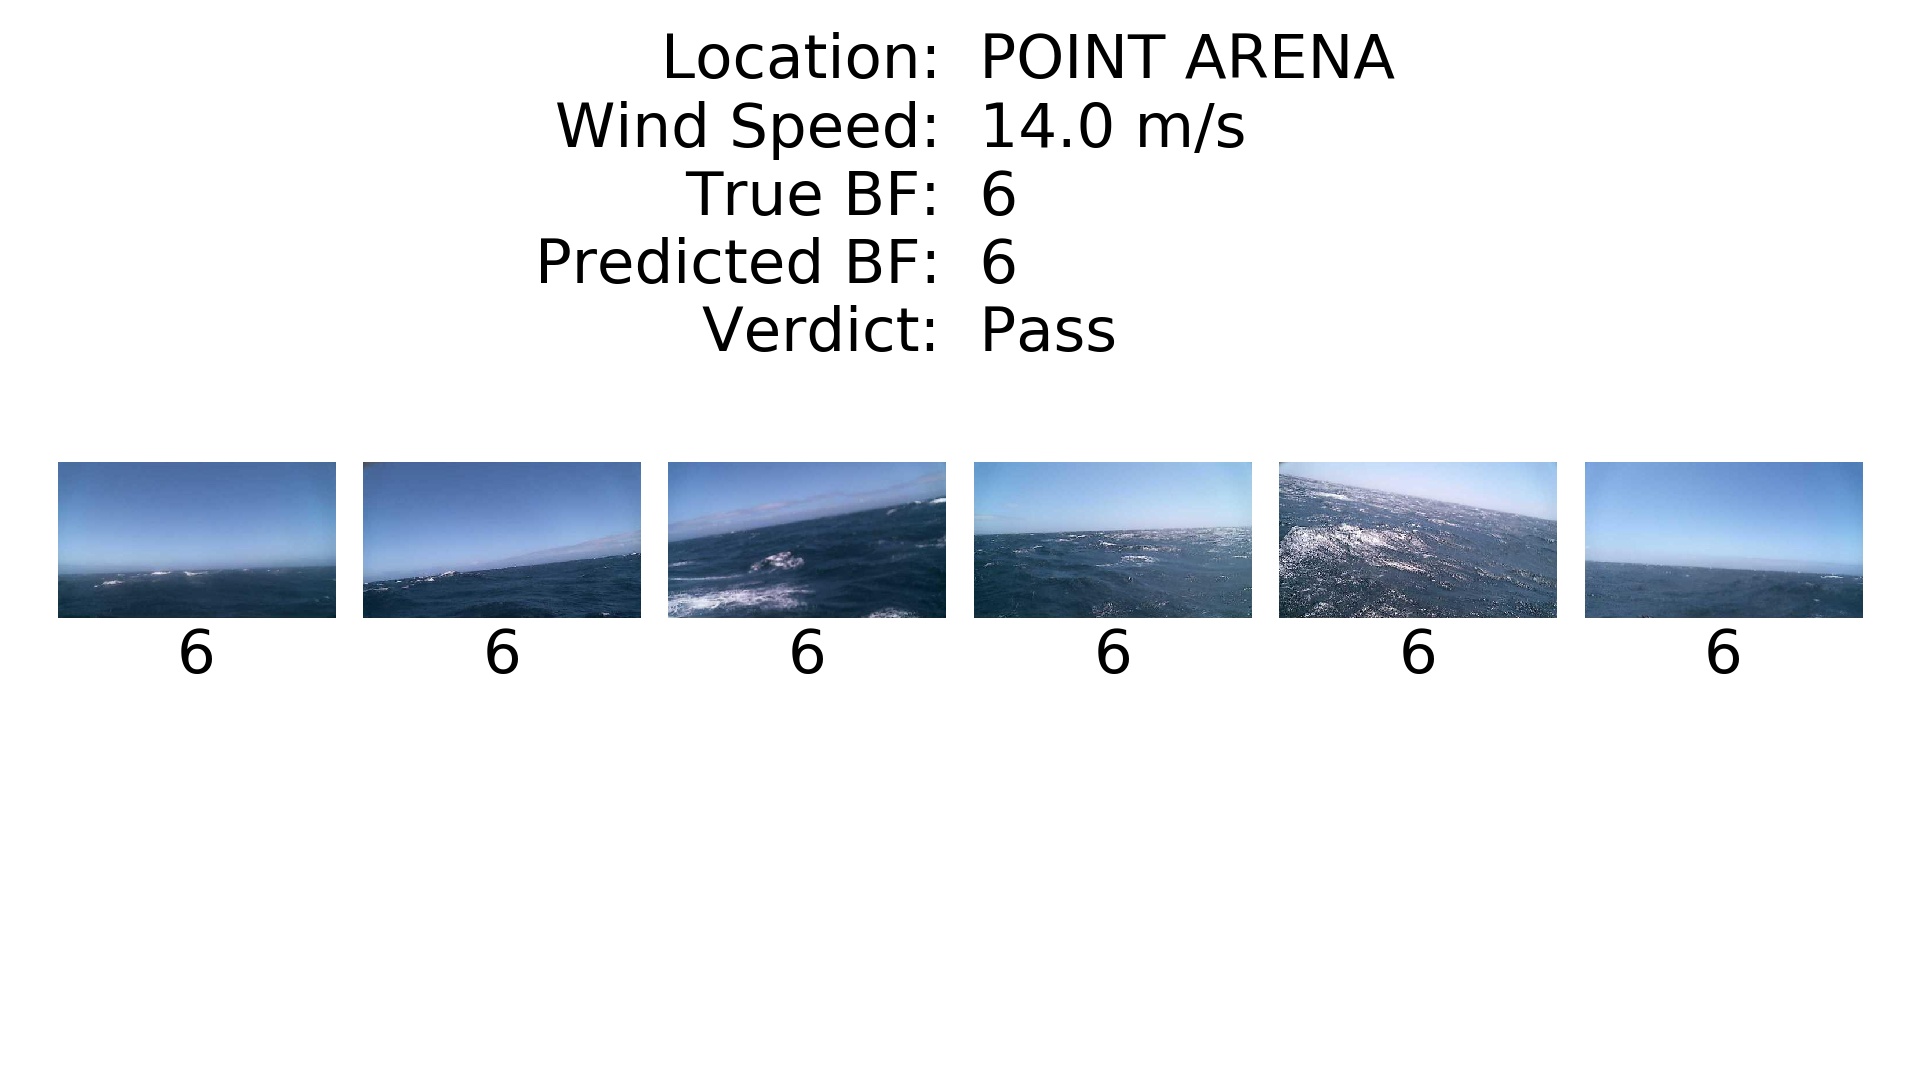 Location: POINT ARENA
Wind Speed: 14.0 m/s
True BF: 6
Predicted BF: 6
Verdict: Pass
6 6 6 6 6 6